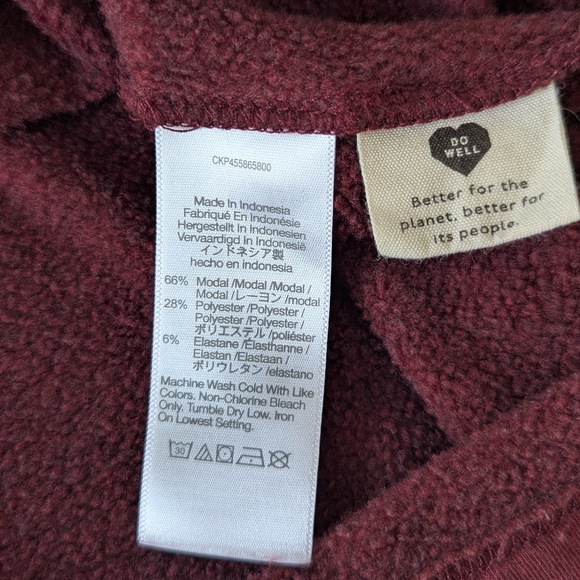 CKP455865800
Made In Indonesia
Fabriqué En Indonésie
Hergestellt In Indonesien
Vervaardigd In Indonesië
インドネシア製
hecho en indonesia
66% Modal /Modal /Modal /
Modal /レーヨン /modal
28% Polyester /Polyester /
Polyester /Polyester /
ポリエステル /poliéster
6% Elastane /Élasthanne /
Elastan /Elastaan /
ポリウレタン /elastano
Machine Wash Cold With Like
Colors. Non-Chlorine Bleach
Only. Tumble Dry Low. Iron
On Lowest Setting.
30
DO
WELL
Better for the
planet, better for
its people.